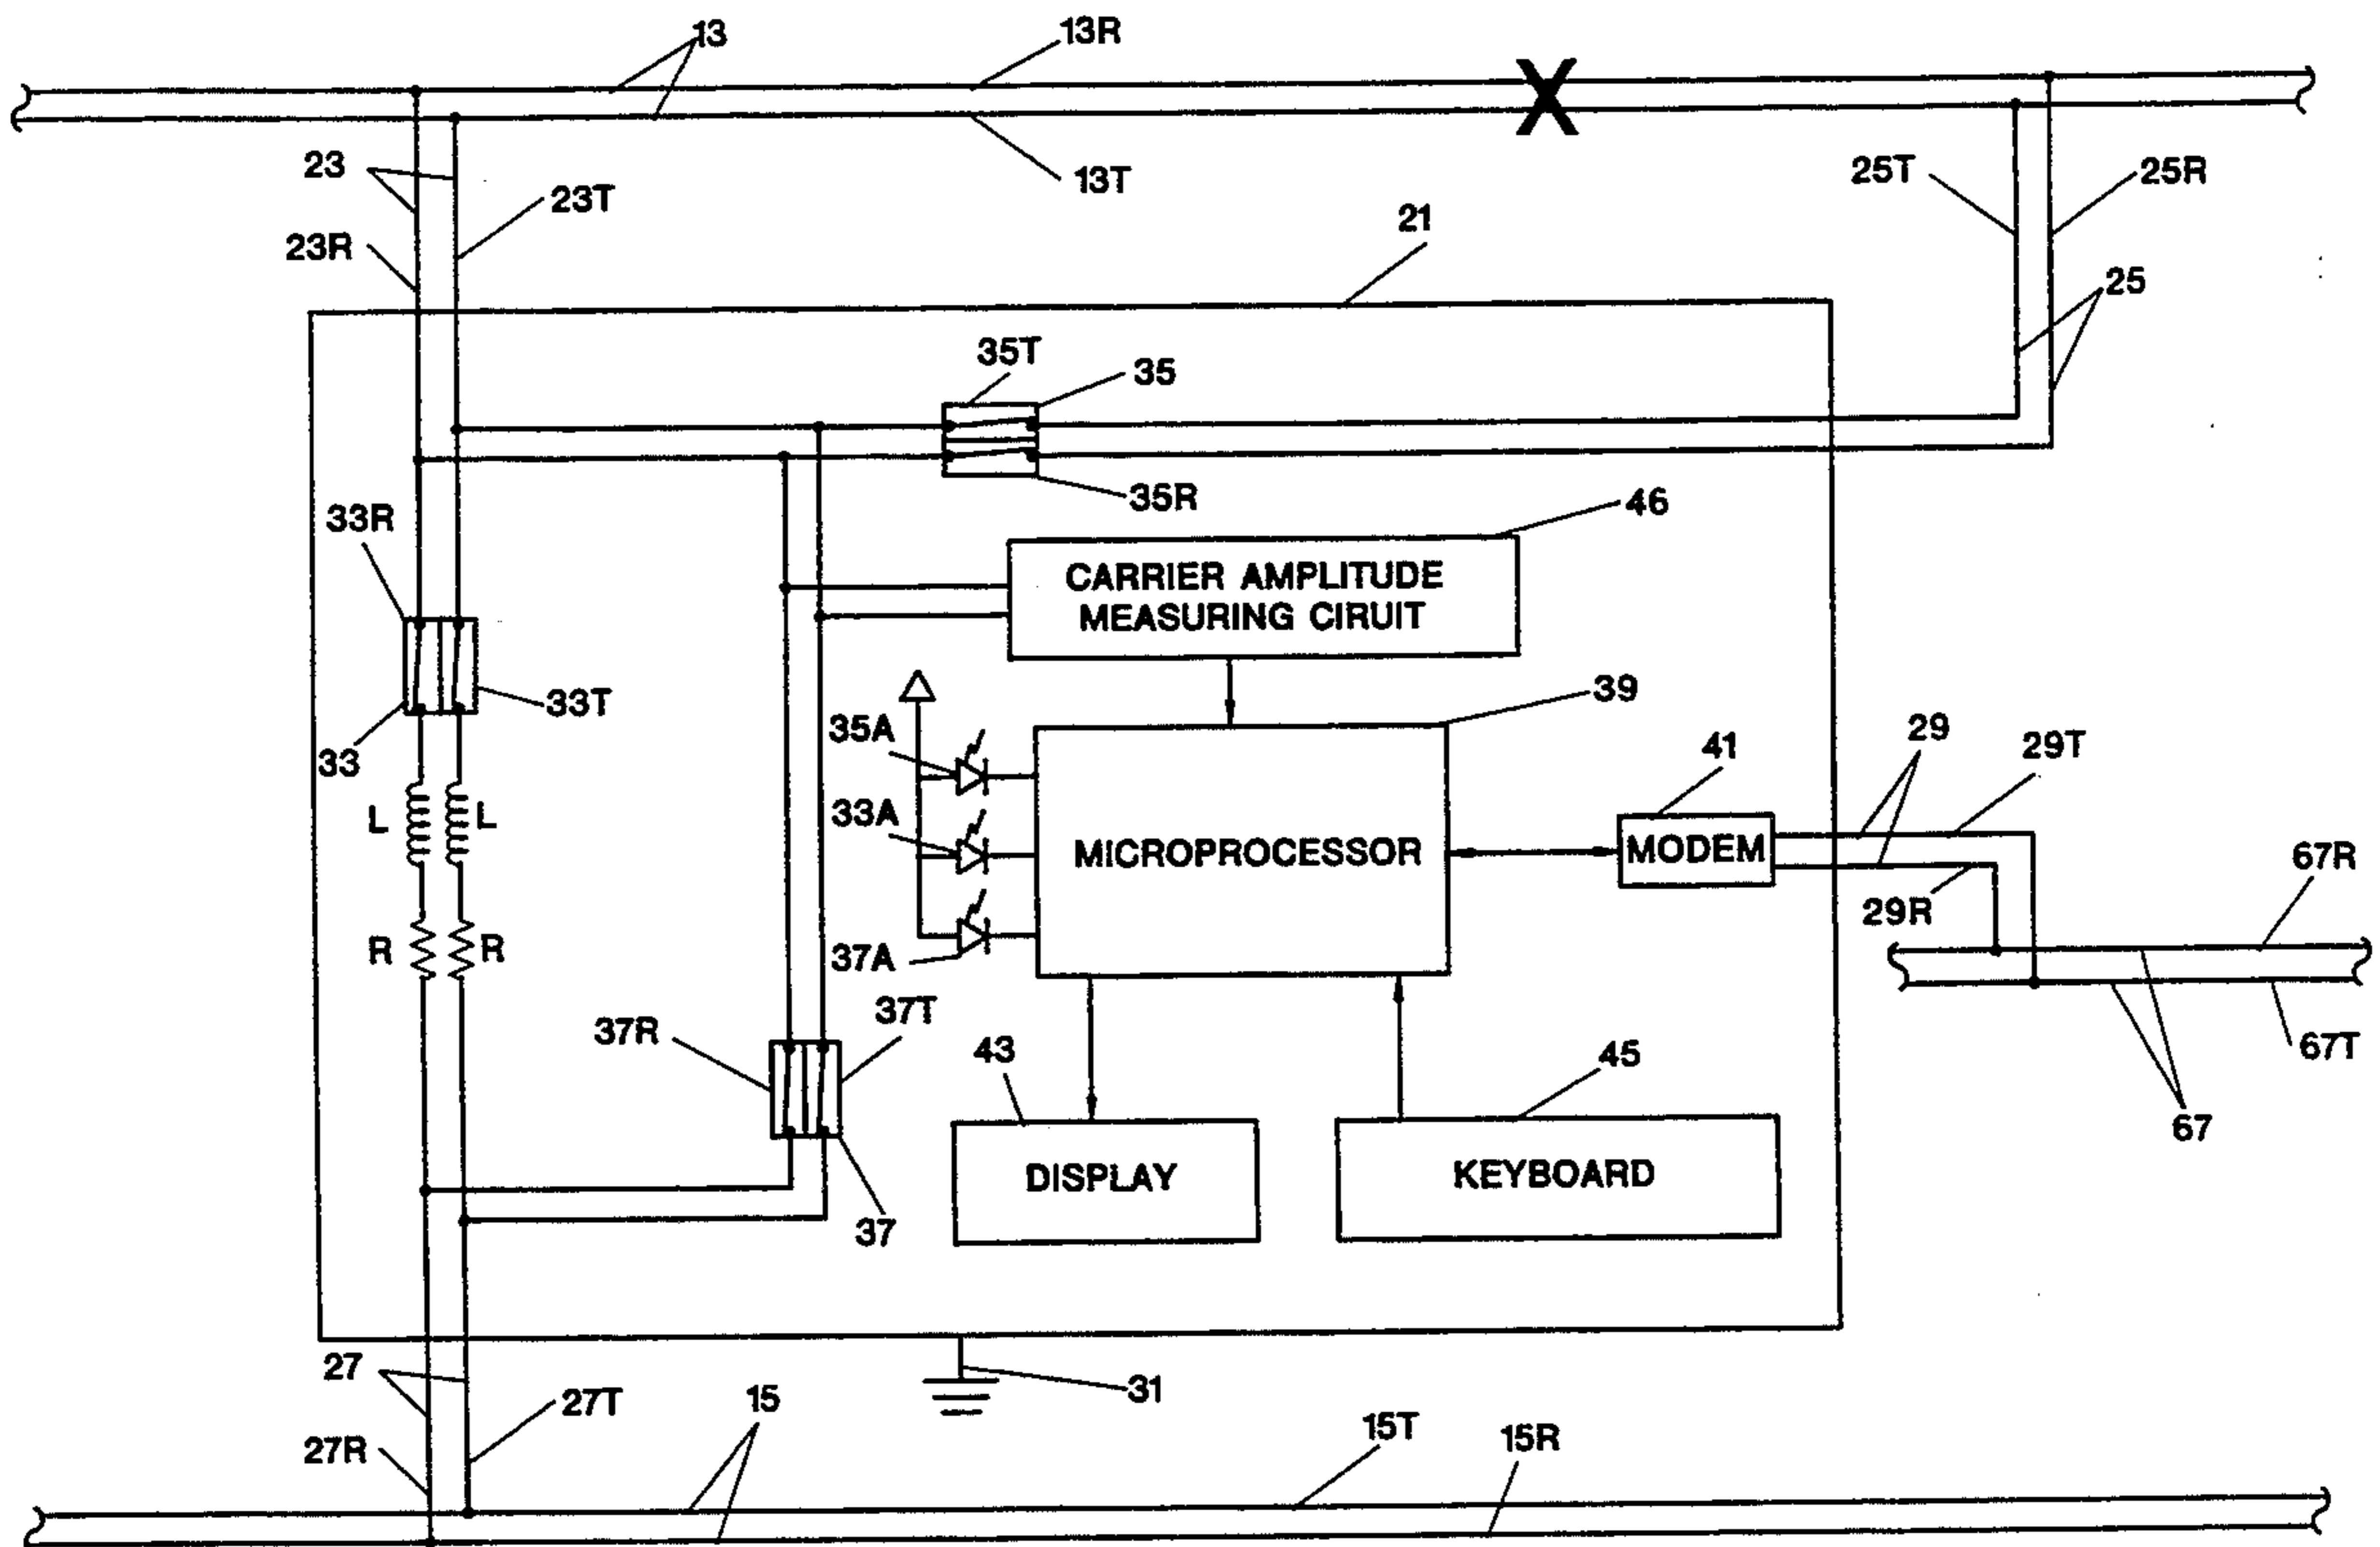 13
13R
X
23
23T
13T
25T
25R
23R
21
25
35T
35
33R
35R
46
CARRIER AMPLITUDE
MEASURING CIRUIT
33T
39
35A
33
41
29
29T
L
L
33A
MICROPROCESSOR
MODEM
67R
29R
R
R
37A
37R
37T
43
45
67T
67
DISPLAY
KEYBOARD
37
27
31
27T
15
15T
15R
27R